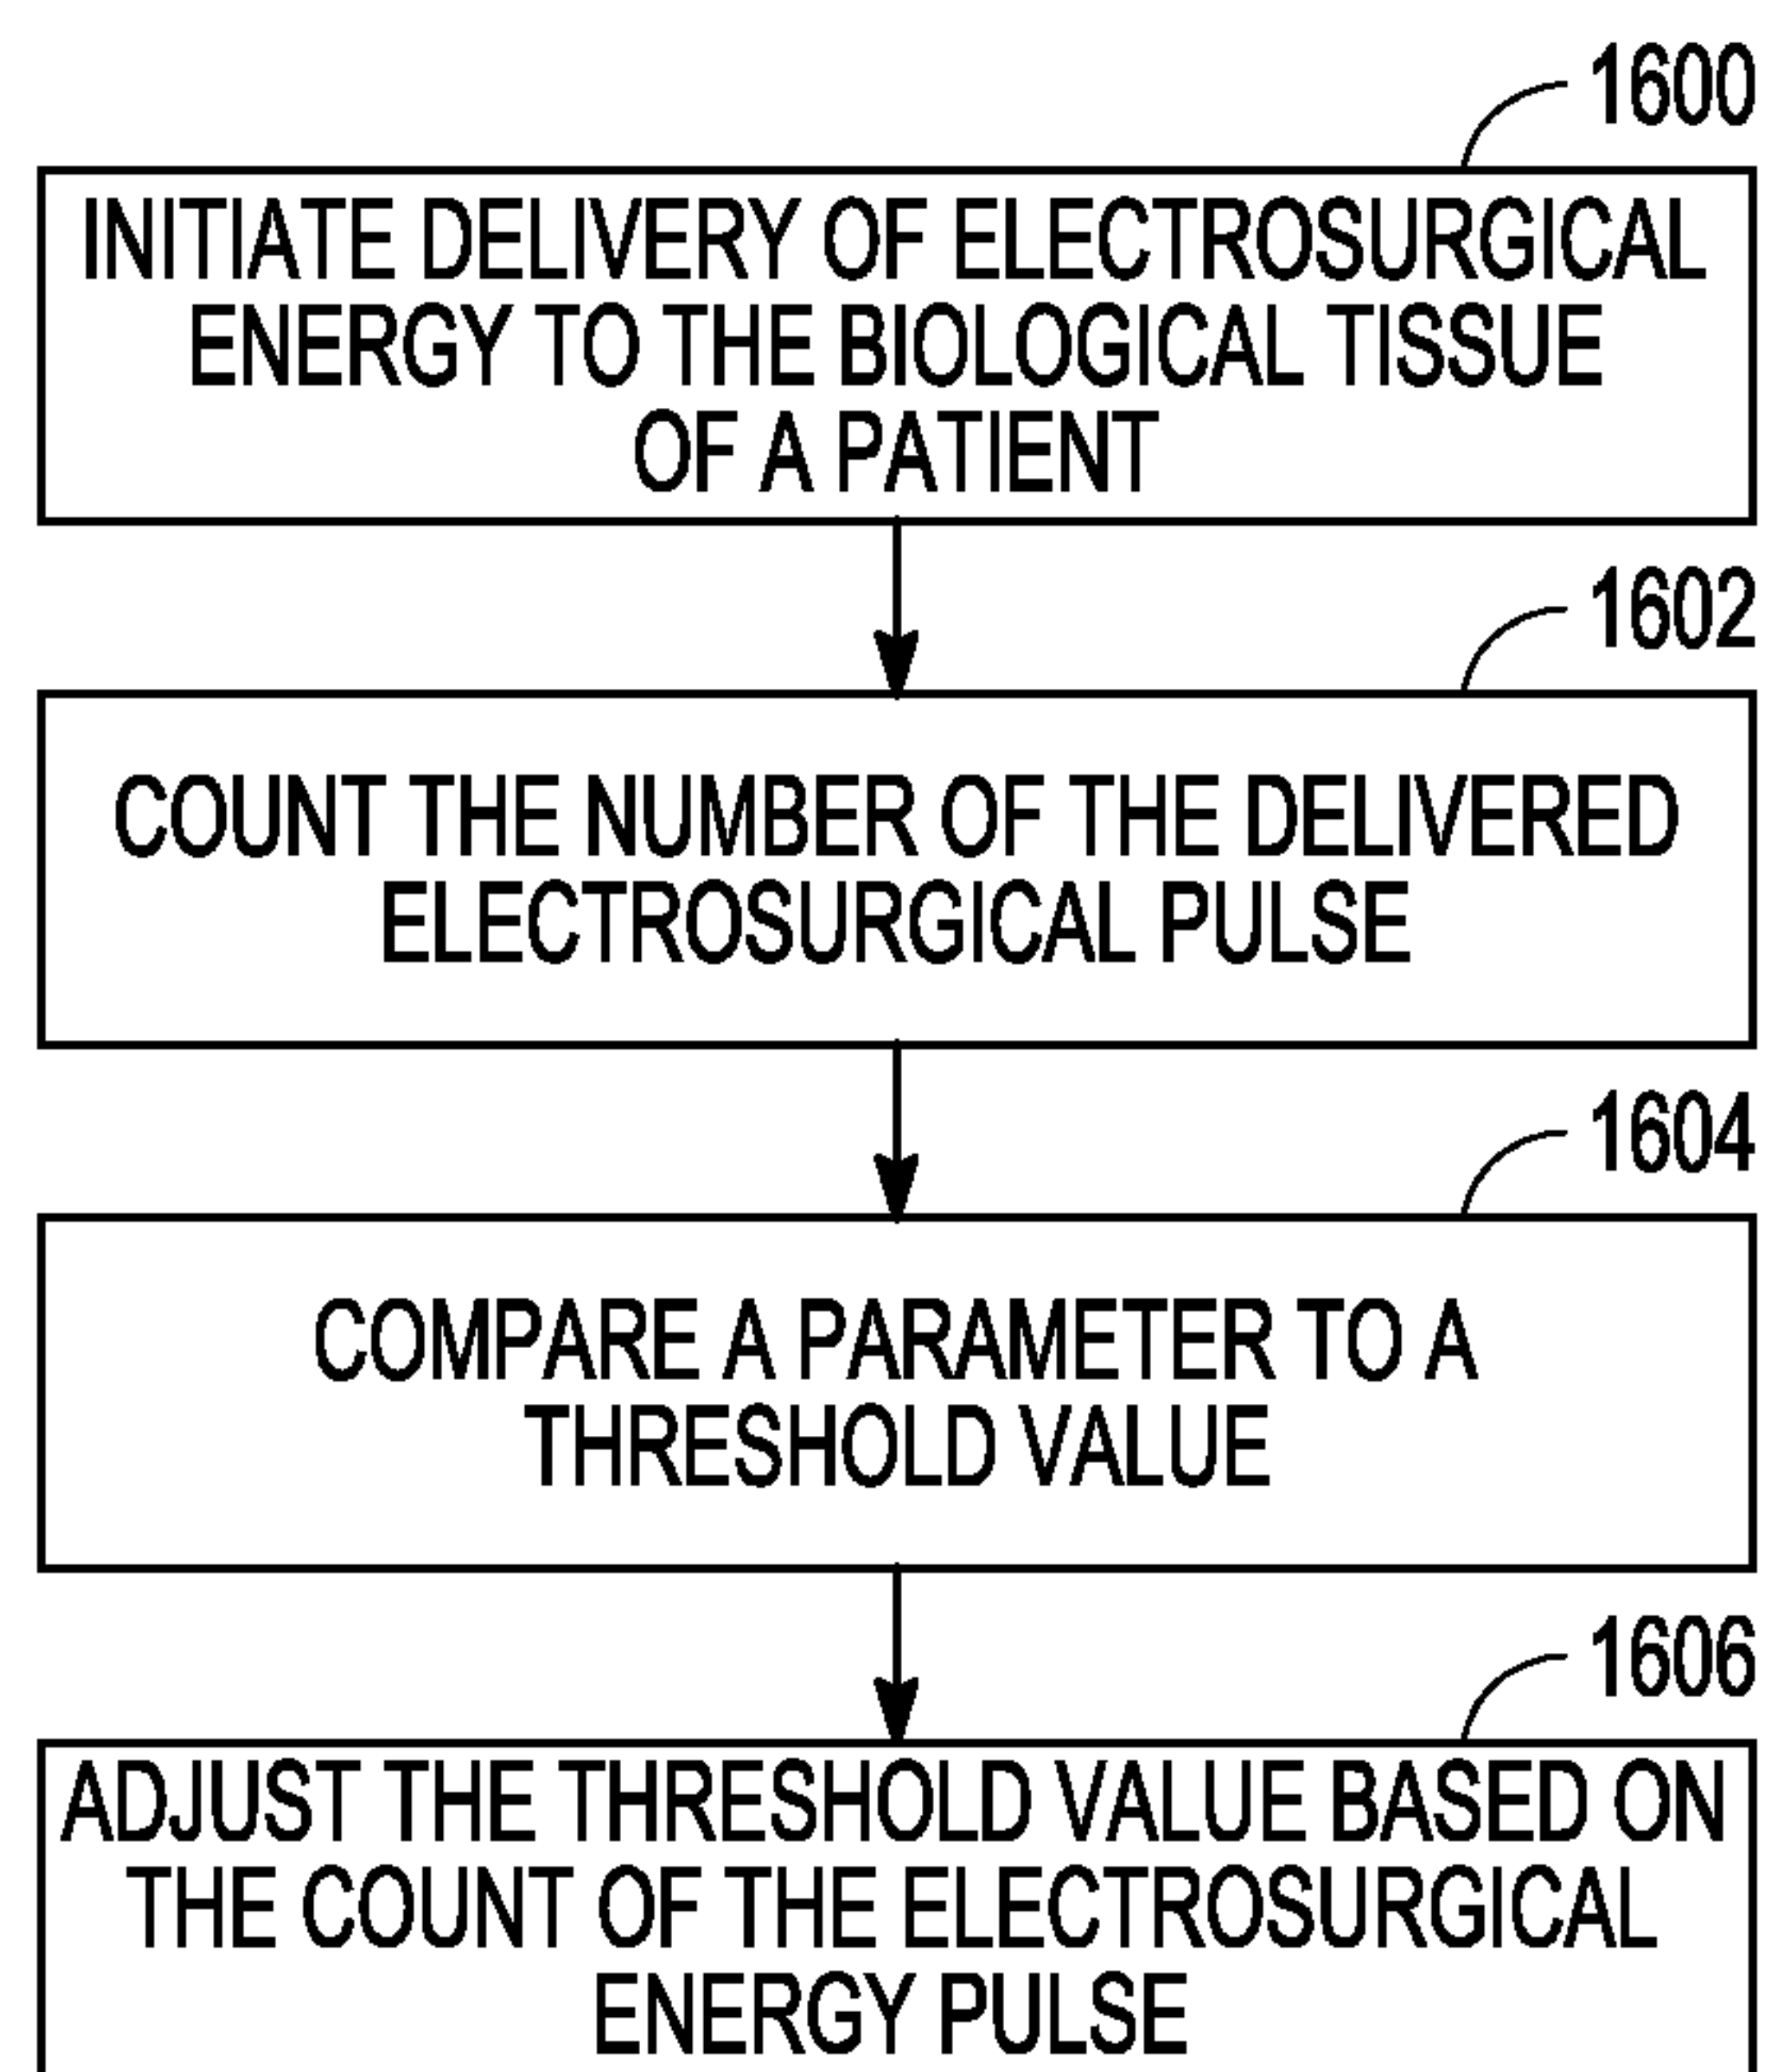 1600
INITIATE DELIVERY OF ELECTROSURGICAL
ENERGY TO THE BIOLOGICAL TISSUE
OF A PATIENT
1602
COUNT THE NUMBER OF THE DELIVERED
ELECTROSURGICAL PULSE
1604
COMPARE A PARAMETER TO A
THRESHOLD VALUE
1606
ADJUST THE THRESHOLD VALUE BASED ON
THE COUNT OF THE ELECTROSURGICAL
ENERGY PULSE